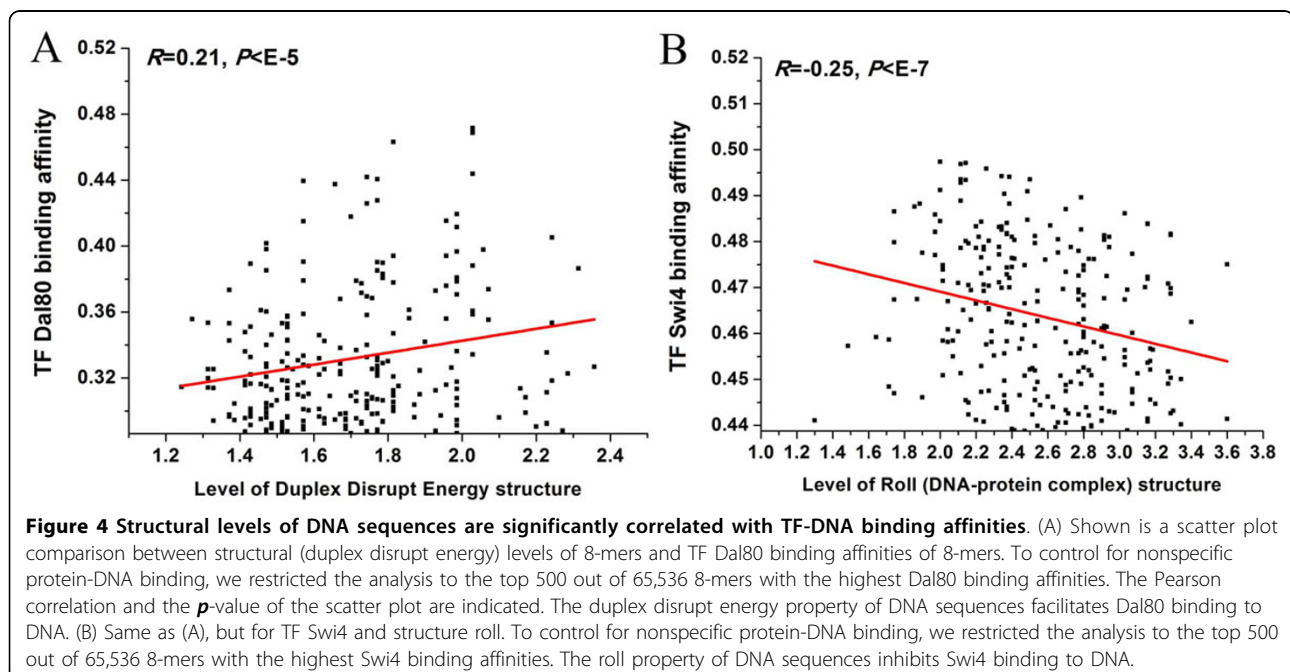 A
R=0.21, P<E-5
0.52
0.48
0.44
0.40
0.36
0.32
TF Dal80 binding affinity
1.2 1.4 1.6 1.8 2.0 2.2 2.4
Level of Duplex Disrupt Energy structure
B
R=-0.25, P<E-7
0.52
0.51
0.50
0.49
0.48
0.47
0.46
0.45
0.44
TF Swi4 binding affinity
1.0 1.2 1.4 1.6 1.8 2.0 2.2 2.4 2.6 2.8 3.0 3.2 3.4 3.6 3.8
Level of Roll (DNA-protein complex) structure
Figure 4 Structural levels of DNA sequences are significantly correlated with TF-DNA binding affinities. (A) Shown is a scatter plot
comparison between structural (duplex disrupt energy) levels of 8-mers and TF Dal80 binding affinities of 8-mers. To control for nonspecific
protein-DNA binding, we restricted the analysis to the top 500 out of 65,536 8-mers with the highest Dal80 binding affinities. The Pearson
correlation and the p-value of the scatter plot are indicated. The duplex disrupt energy property of DNA sequences facilitates Dal80 binding to
DNA. (B) Same as (A), but for TF Swi4 and structure roll. To control for nonspecific protein-DNA binding, we restricted the analysis to the top 500
out of 65,536 8-mers with the highest Swi4 binding affinities. The roll property of DNA sequences inhibits Swi4 binding to DNA.